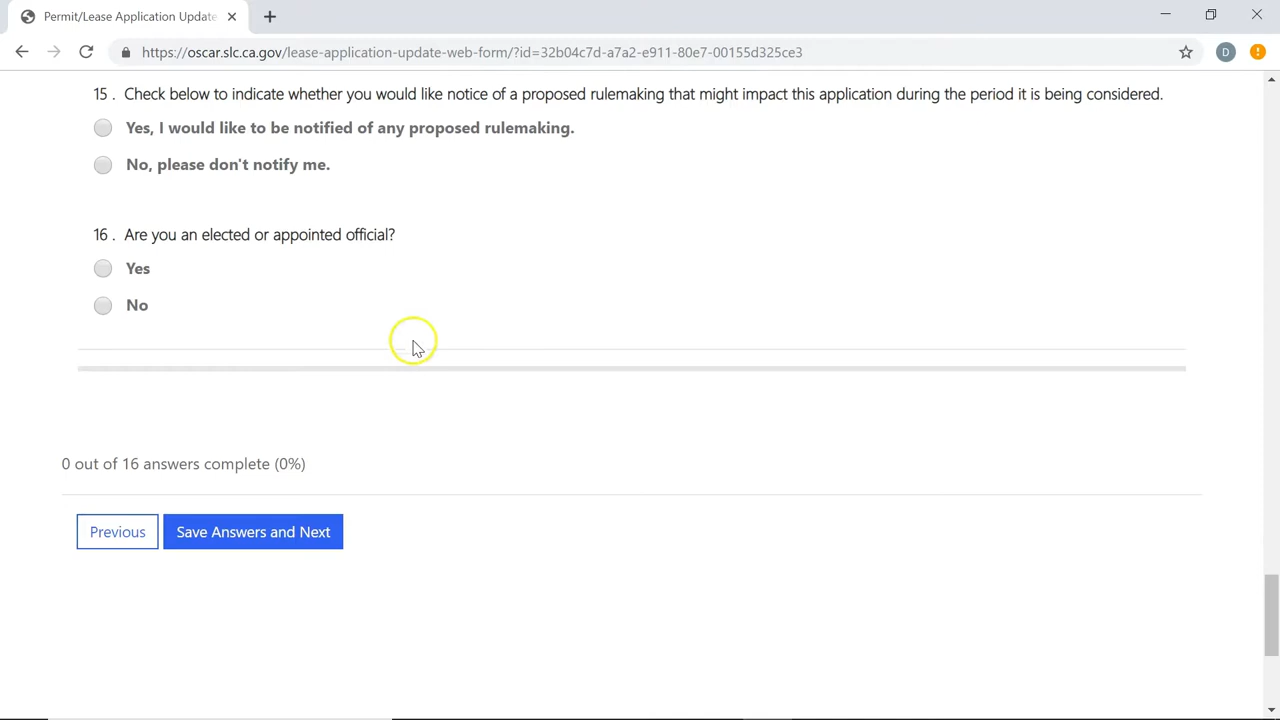 Permit/Lease Application Update
https://oscar.slc.ca.gov/lease-application-update-web-form/?id=32b04c7d-a7a2-e911-80e7-00155d325ce3
D
15 . Check below to indicate whether you would like notice of a proposed rulemaking that might impact this application during the period it is being considered.
Yes, I would like to be notified of any proposed rulemaking.
No, please don't notify me.
16 . Are you an elected or appointed official?
Yes
No
0 out of 16 answers complete (0%)
Previous
Save Answers and Next